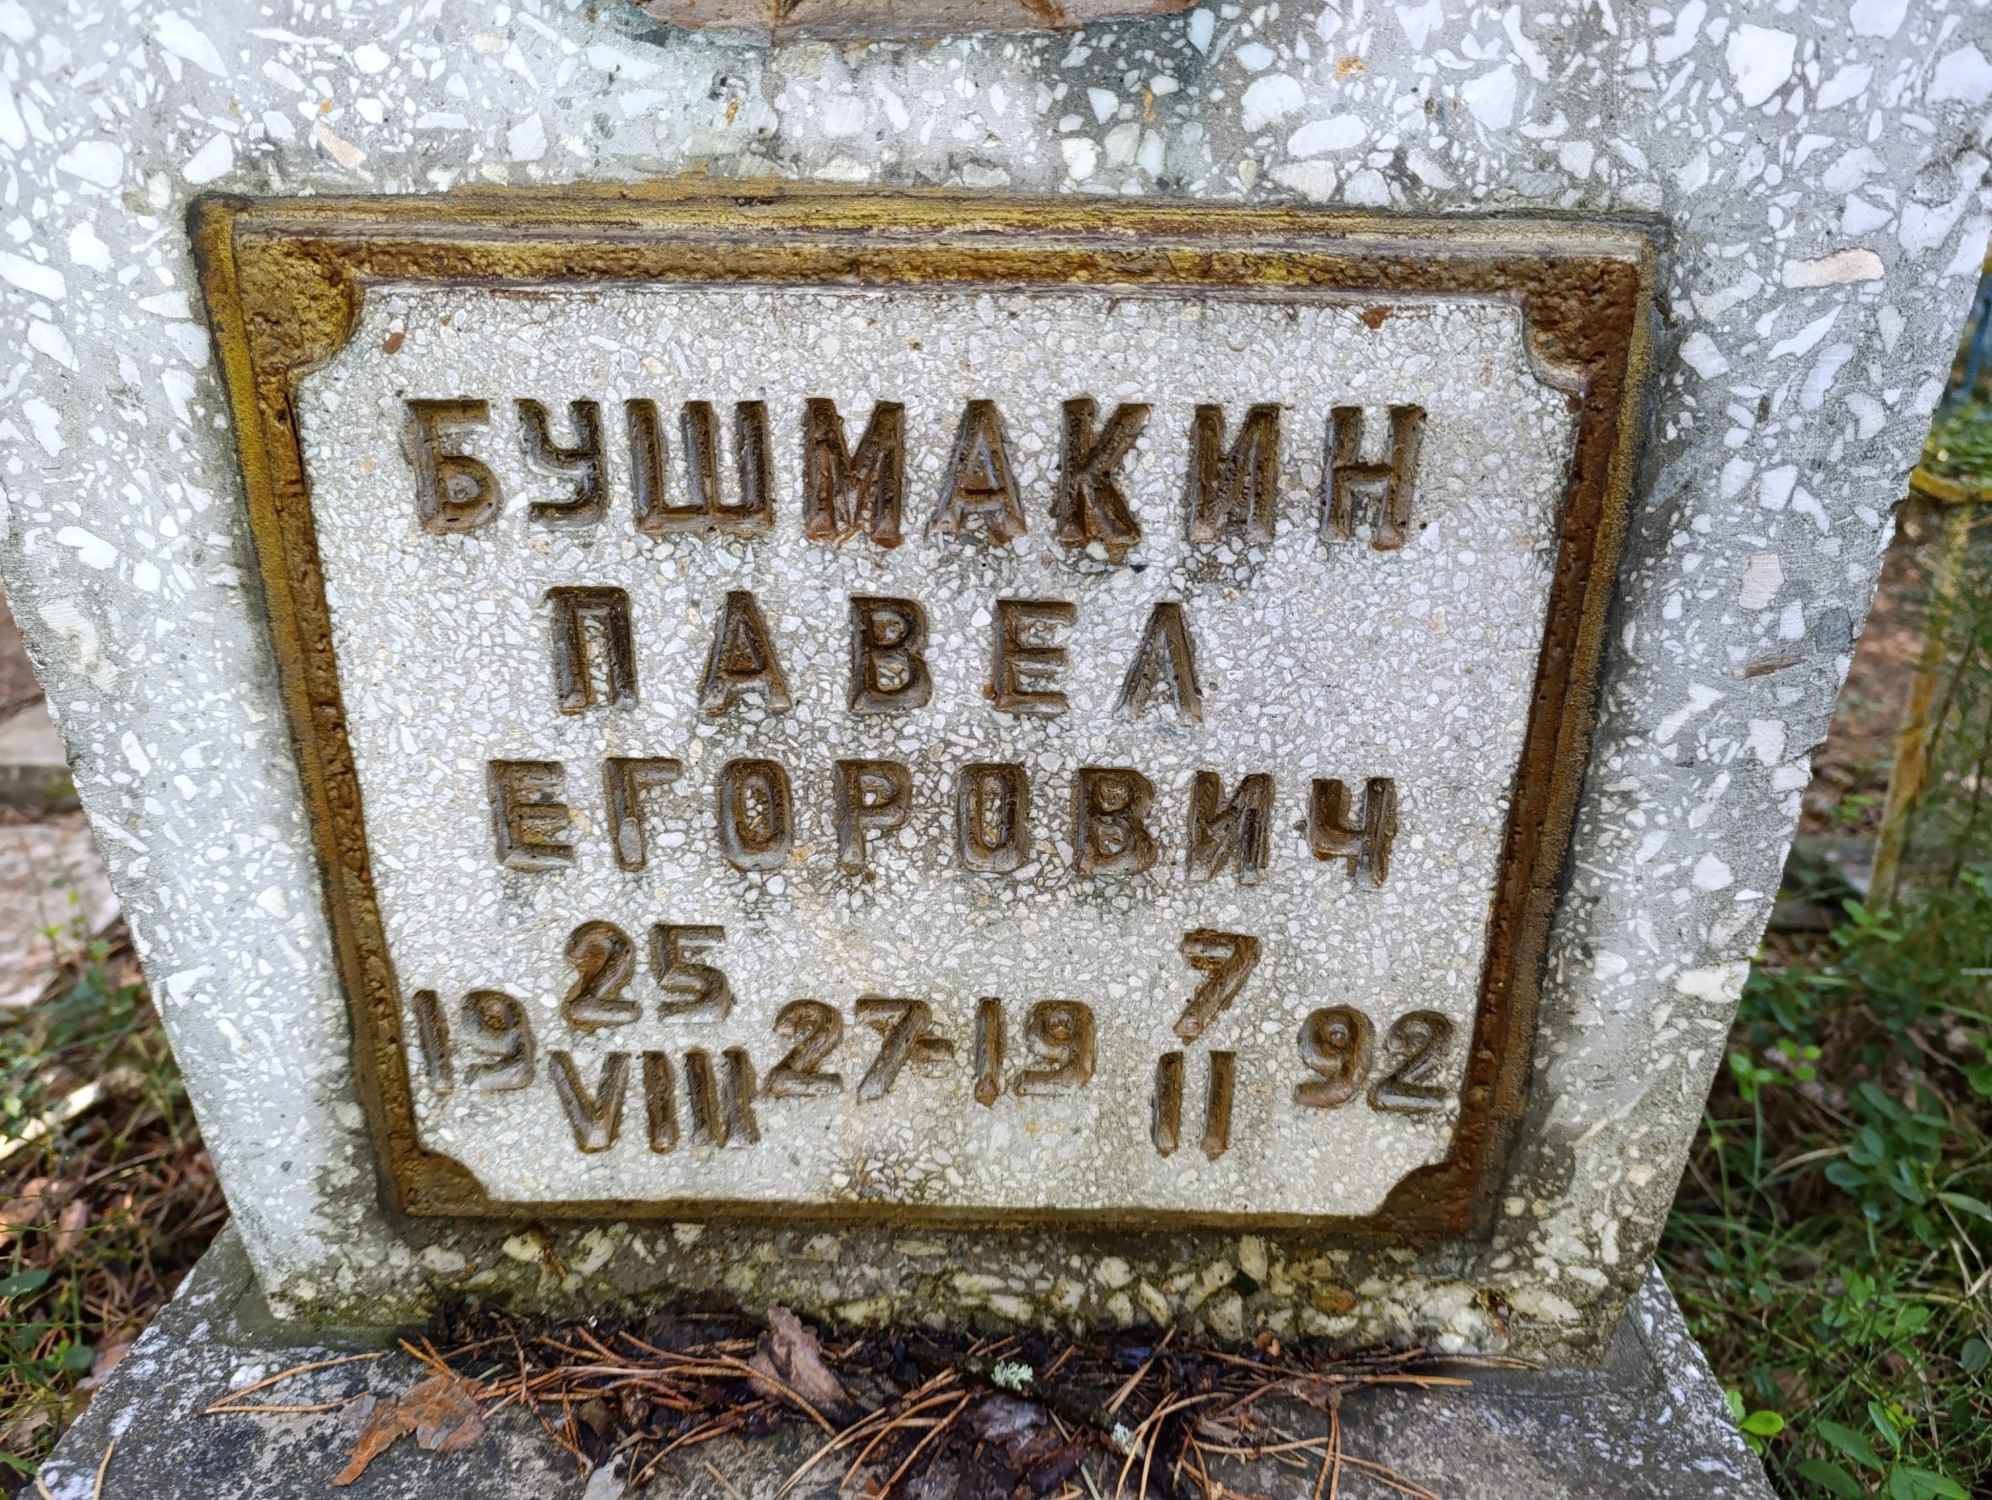 БУШМАКИН
ПАВЕЛ
ЕГОРОВИЧ
19 25 VIII 27-19 7 II 92